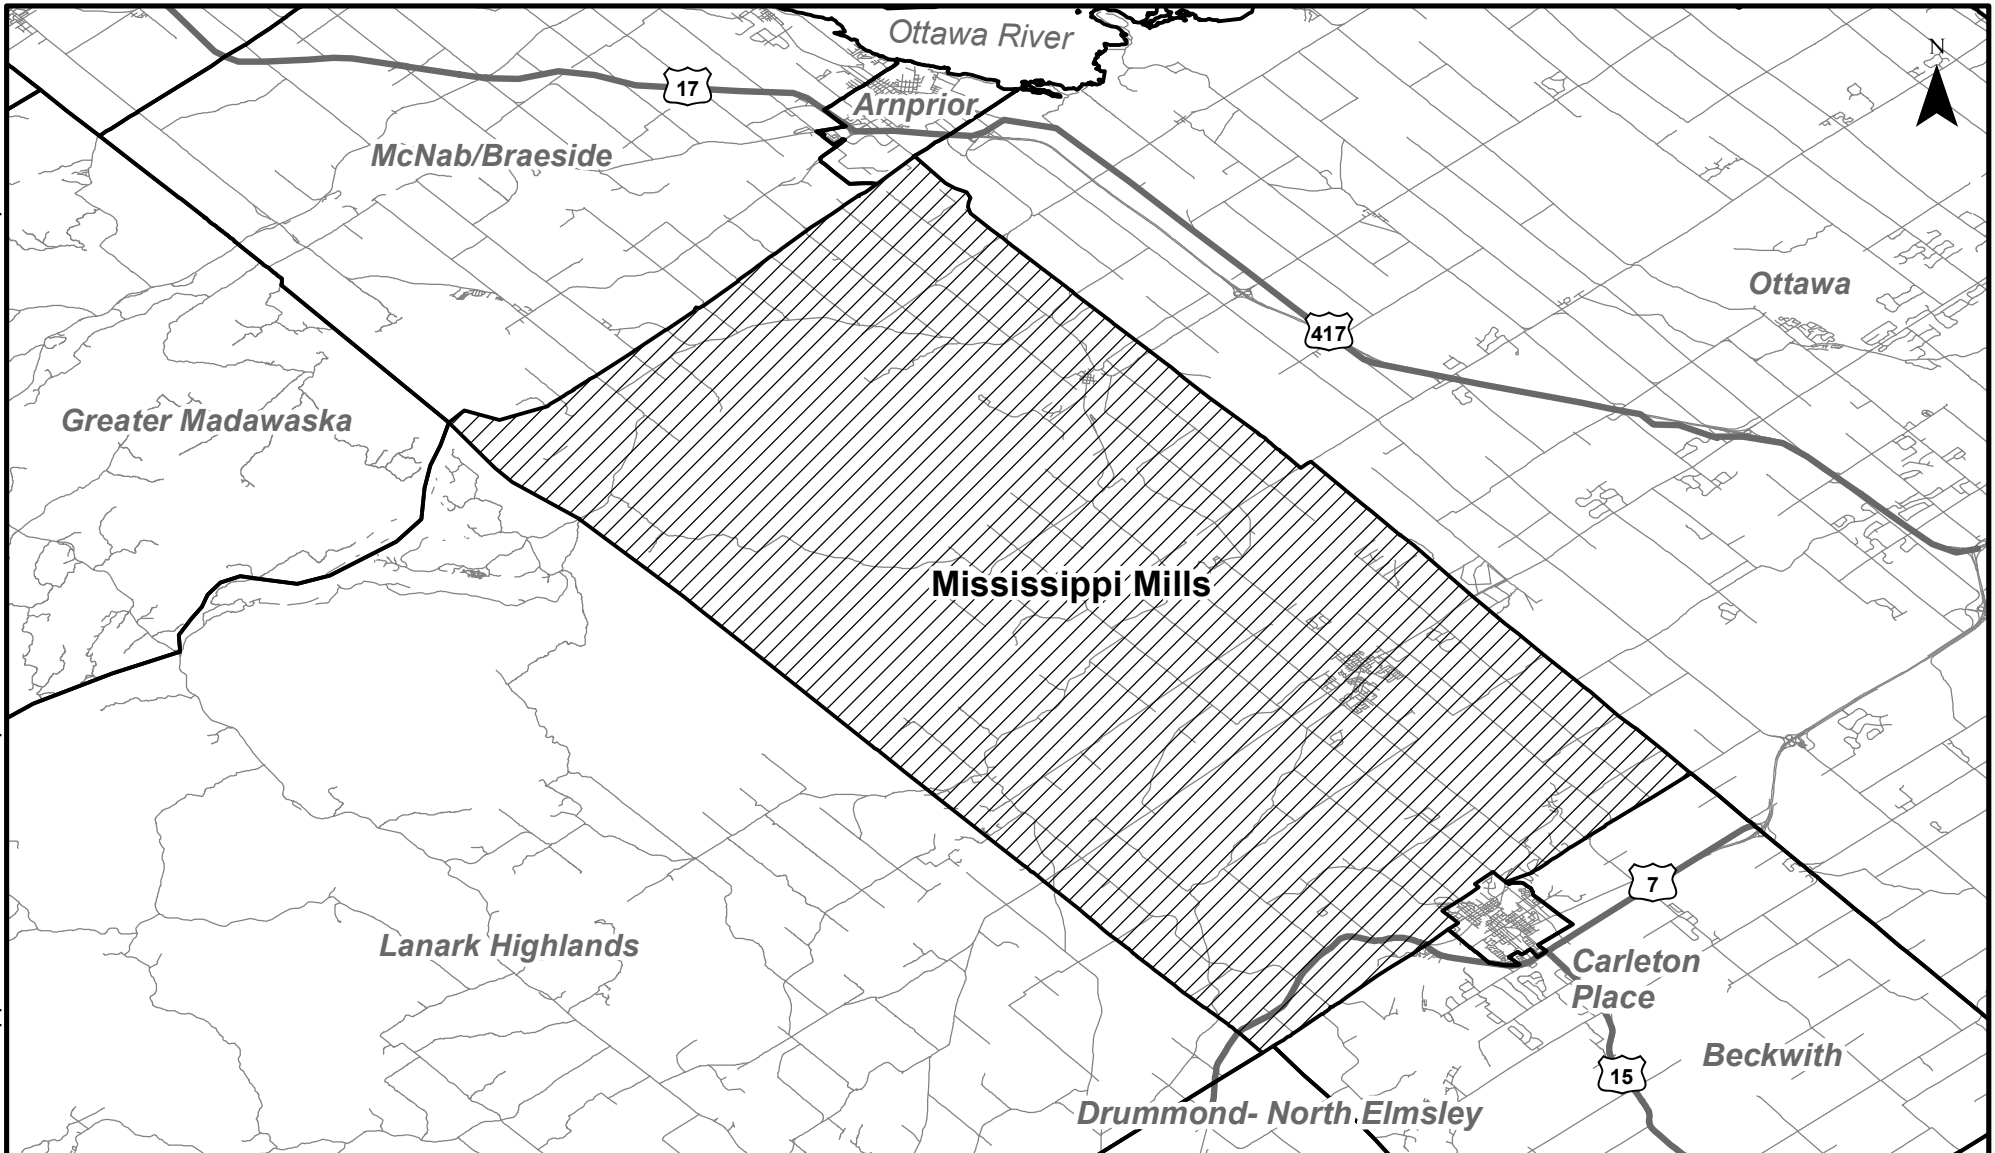 Ottawa River
N
17
Arnprior
McNab/Braeside
Ottawa
417
Greater Madawaska
Mississippi Mills
7
Lanark Highlands
Carleton
Place
Beckwith
15
Drummond- North Elmsley